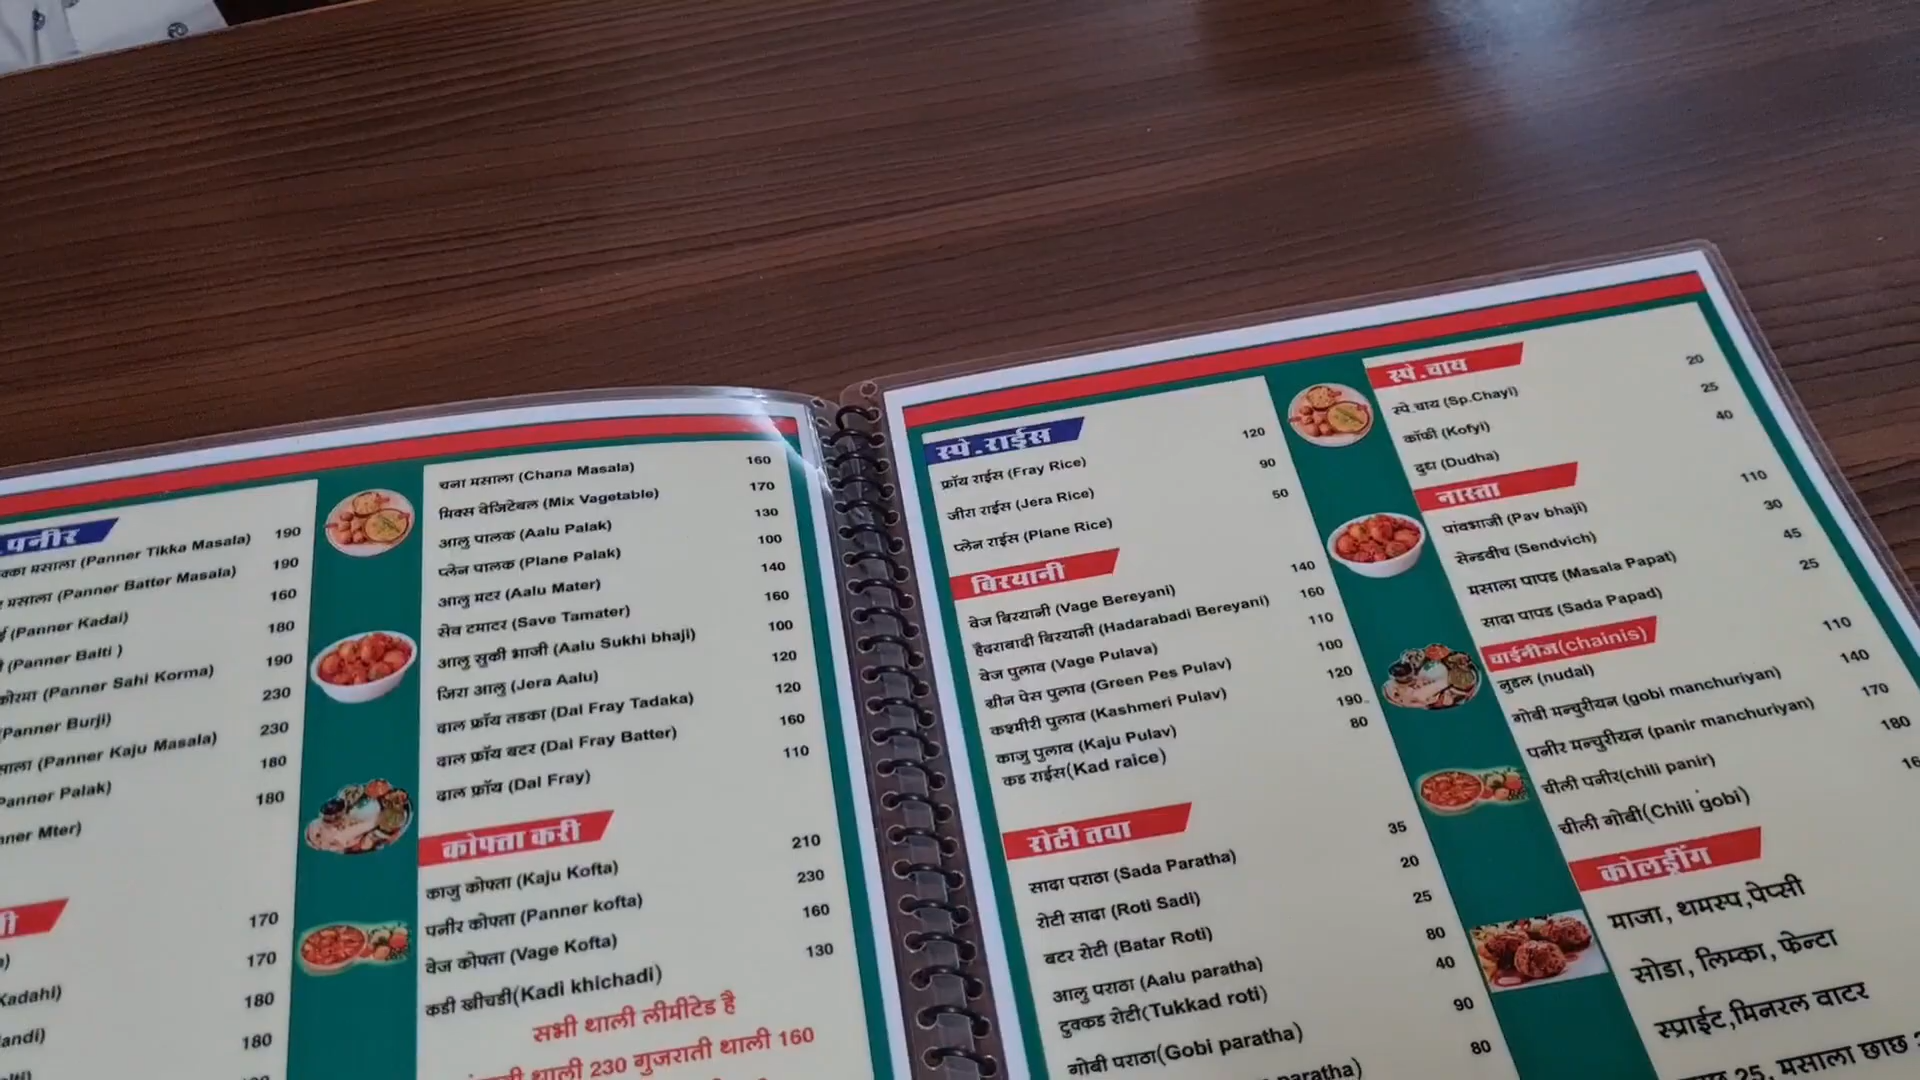 पनीर
मसाला (Panner Tikka Masala) 190
मसाला (Panner Batter Masala) 190
(Panner Kadai) 160
(Panner Balti ) 180
कोरमा (Panner Sahi Korma) 190
Panner Burji) 230
(Panner Kaju Masala) 230
Panner Palak) 180
Mter) 180
170
170
Kadahi) 180
180
चना मसाला (Chana Masala) 160
मिक्स वेजिटेबल (Mix Vagetable) 170
आलु पालक (Aalu Palak) 130
प्लेन पालक (Plane Palak) 100
आलु मटर (Aalu Mater) 140
सेव टमाटर (Save Tamater) 160
आलु सुकी भाजी (Aalu Sukhi bhaji) 100
जिरा आलु (Jera Aalu) 120
दाल फ्रॉय तडका (Dal Fray Tadaka) 120
दाल फ्रॉय बटर (Dal Fray Batter) 160
दाल फ्रॉय (Dal Fray) 110
कोफ्ता करी
काजु कोफ्ता (Kaju Kofta) 210
पनीर कोफ्ता (Panner kofta) 230
वेज कोफ्ता (Vage Kofta) 160
कडी खीचडी(Kadi khichadi) 130
सभी थाली लीमीटेड है
थाली 230 गुजराती थाली 160
स्पे.राईस
फ्रॉय राईस (Fray Rice) 120
जीरा राईस (Jera Rice) 90
प्लेन राईस (Plane Rice) 50
बिरयानी
वेज बिरयानी (Vage Bereyani) 140
हैदराबादी बिरयानी (Hadarabadi Bereyani) 160
वेज पुलाव (Vage Pulava) 110
ग्रीन पेस पुलाव (Green Pes Pulav) 100
कश्मीरी पुलाव (Kashmeri Pulav) 120
काजु पुलाव (Kaju Pulav) 190
कड राईस(Kad raice) 80
रोटी तवा
सादा पराठा (Sada Paratha) 35
रोटी सादा (Roti Sadi) 20
बटर रोटी (Batar Roti) 25
आलु पराठा (Aalu paratha) 80
टुक्कड रोटी(Tukkad roti) 40
गोबी पराठा(Gobi paratha) 90
paratha) 80
स्पे.चाय
स्पे.चाय (Sp.Chayi) 20
कॉफी (Kofyi) 25
दुध (Dudha) 40
नास्ता
पांवभाजी (Pav bhaji) 110
सेन्डवीच (Sendvich) 30
मसाला पापड (Masala Papat) 45
सादा पापड (Sada Papad) 25
चाईनीज(chainis)
नुडल (nudal) 110
गोबी मन्चुरीयन (gobi manchuriyan) 140
पनीर मन्चुरीयन (panir manchuriyan) 170
चीली पनीर(chili panir) 180
चीली गोबी(Chili gobi)
कोलड्रींग
माजा, थमस्प,पेप्सी
सोडा, लिम्का, फेन्टा
स्प्राईट,मिनरल वाटर
25, मसाला छाछ